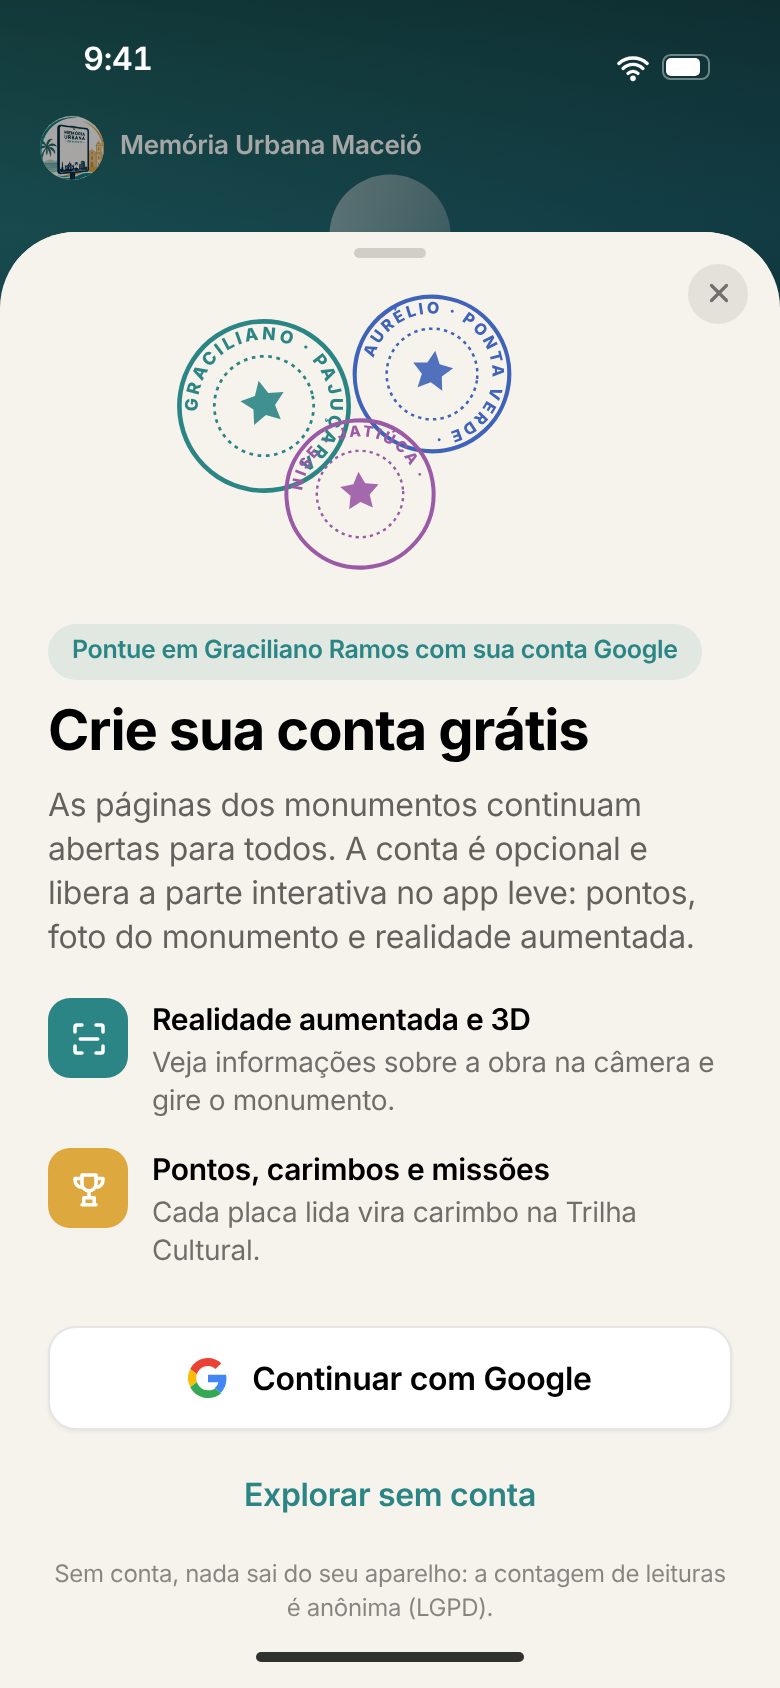 9:41
MEMÓRIA
URBANA
Memória Urbana Maceió
GRACILIANO · PAJUÇARA
AURÉLIO · PONTA VERDE ·
NISE · JATIÚCA ·
Pontue em Graciliano Ramos com sua conta Google
Crie sua conta grátis
As páginas dos monumentos continuam
abertas para todos. A conta é opcional e
libera a parte interativa no app leve: pontos,
foto do monumento e realidade aumentada.
Realidade aumentada e 3D
Veja informações sobre a obra na câmera e
gire o monumento.
Pontos, carimbos e missões
Cada placa lida vira carimbo na Trilha
Cultural.
Continuar com Google
Explorar sem conta
Sem conta, nada sai do seu aparelho: a contagem de leituras
é anônima (LGPD).